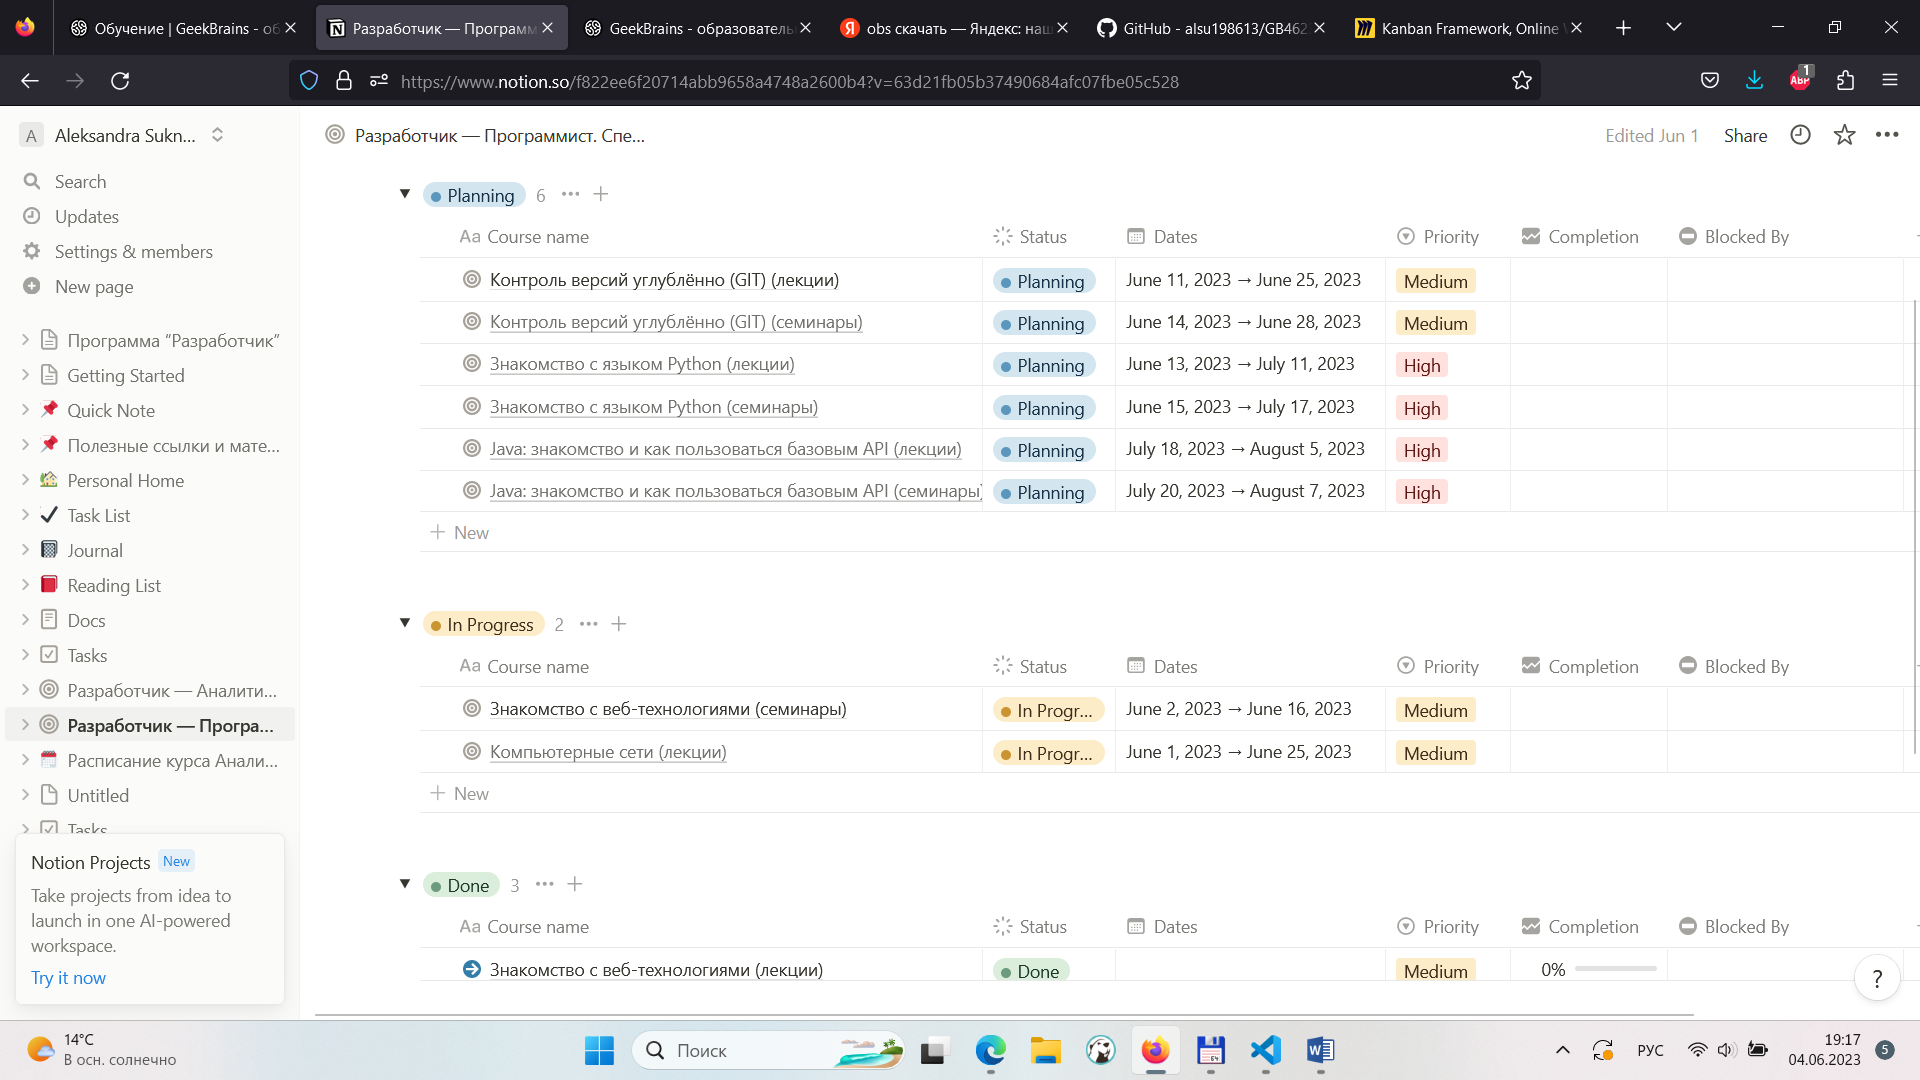 Обучение | GeekBrains - об
Разработчик — Программ
GeekBrains - образователь
obs скачать — Яндекс: наш
GitHub - alsu198613/GB462
Kanban Framework, Online
https://www.notion.so/f822ee6f20714abb9658a4748a2600b4?v=63d21fb05b37490684afc07fbe05c528
ABP 1
A Aleksandra Sukn...
Разработчик — Программист. Спе...
Edited Jun 1
Share
Search
Updates
Settings & members
New page
Программа “Разработчик”
Getting Started
Quick Note
Полезные ссылки и мате...
Personal Home
Task List
Journal
Reading List
Docs
Tasks
Разработчик — Аналити...
Разработчик — Програ...
Расписание курса Анали...
Untitled
Tasks
Notion Projects New
Take projects from idea to
launch in one AI-powered
workspace.
Try it now
Planning 6
Aa Course name Status Dates Priority Completion Blocked By
Контроль версий углублённо (GIT) (лекции) Planning June 11, 2023 → June 25, 2023 Medium
Контроль версий углублённо (GIT) (семинары) Planning June 14, 2023 → June 28, 2023 Medium
Знакомство с языком Python (лекции) Planning June 13, 2023 → July 11, 2023 High
Знакомство с языком Python (семинары) Planning June 15, 2023 → July 17, 2023 High
Java: знакомство и как пользоваться базовым API (лекции) Planning July 18, 2023 → August 5, 2023 High
Java: знакомство и как пользоваться базовым API (семинары) Planning July 20, 2023 → August 7, 2023 High
+ New
In Progress 2
Aa Course name Status Dates Priority Completion Blocked By
Знакомство с веб-технологиями (семинары) In Progr... June 2, 2023 → June 16, 2023 Medium
Компьютерные сети (лекции) In Progr... June 1, 2023 → June 25, 2023 Medium
+ New
Done 3
Aa Course name Status Dates Priority Completion Blocked By
Знакомство с веб-технологиями (лекции) Done Medium 0%
?
14°C
В осн. солнечно
Поиск
64
РУС
19:17
04.06.2023
5